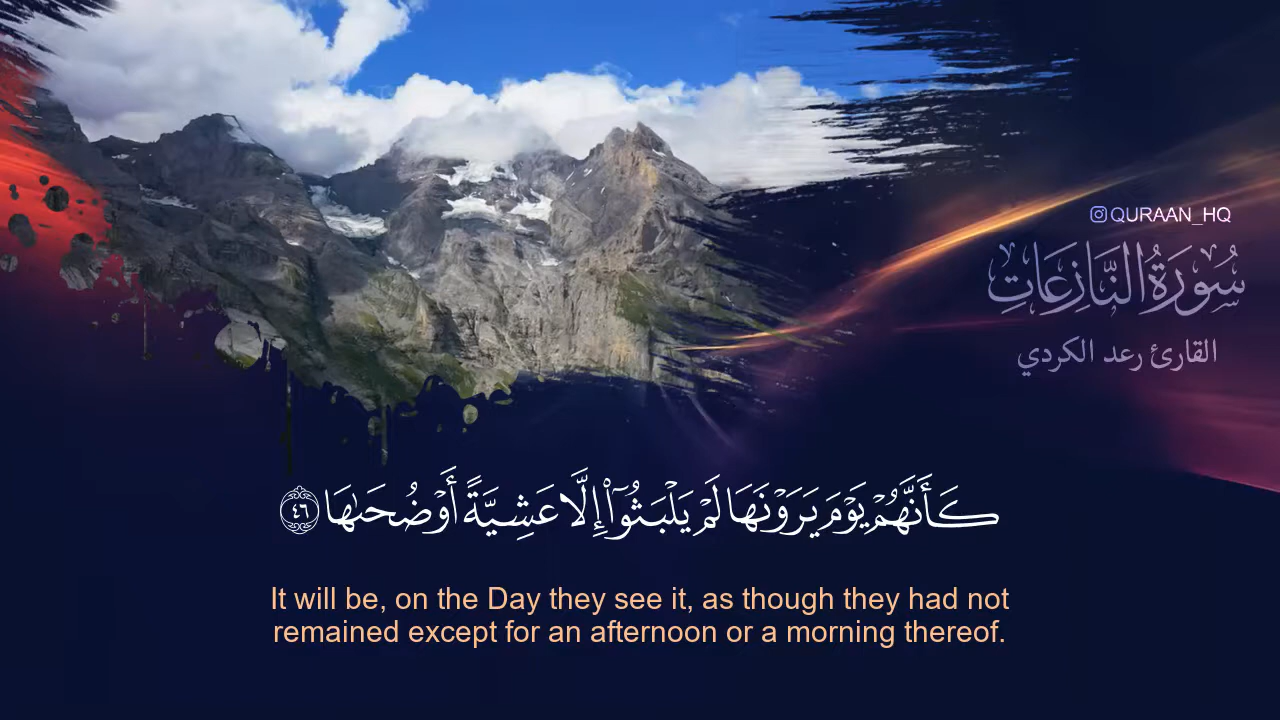 QURAAN_HQ
سُورَةُ النَّازِعَاتِ
القارئ رعد الكردي
كَأَنَّهُمْ يَوْمَ يَرَوْنَهَا لَمْ يَلْبَثُوٓا۟ إِلَّا عَشِيَّةً أَوْ ضُحَىٰهَا ٤٦
It will be, on the Day they see it, as though they had not
remained except for an afternoon or a morning thereof.